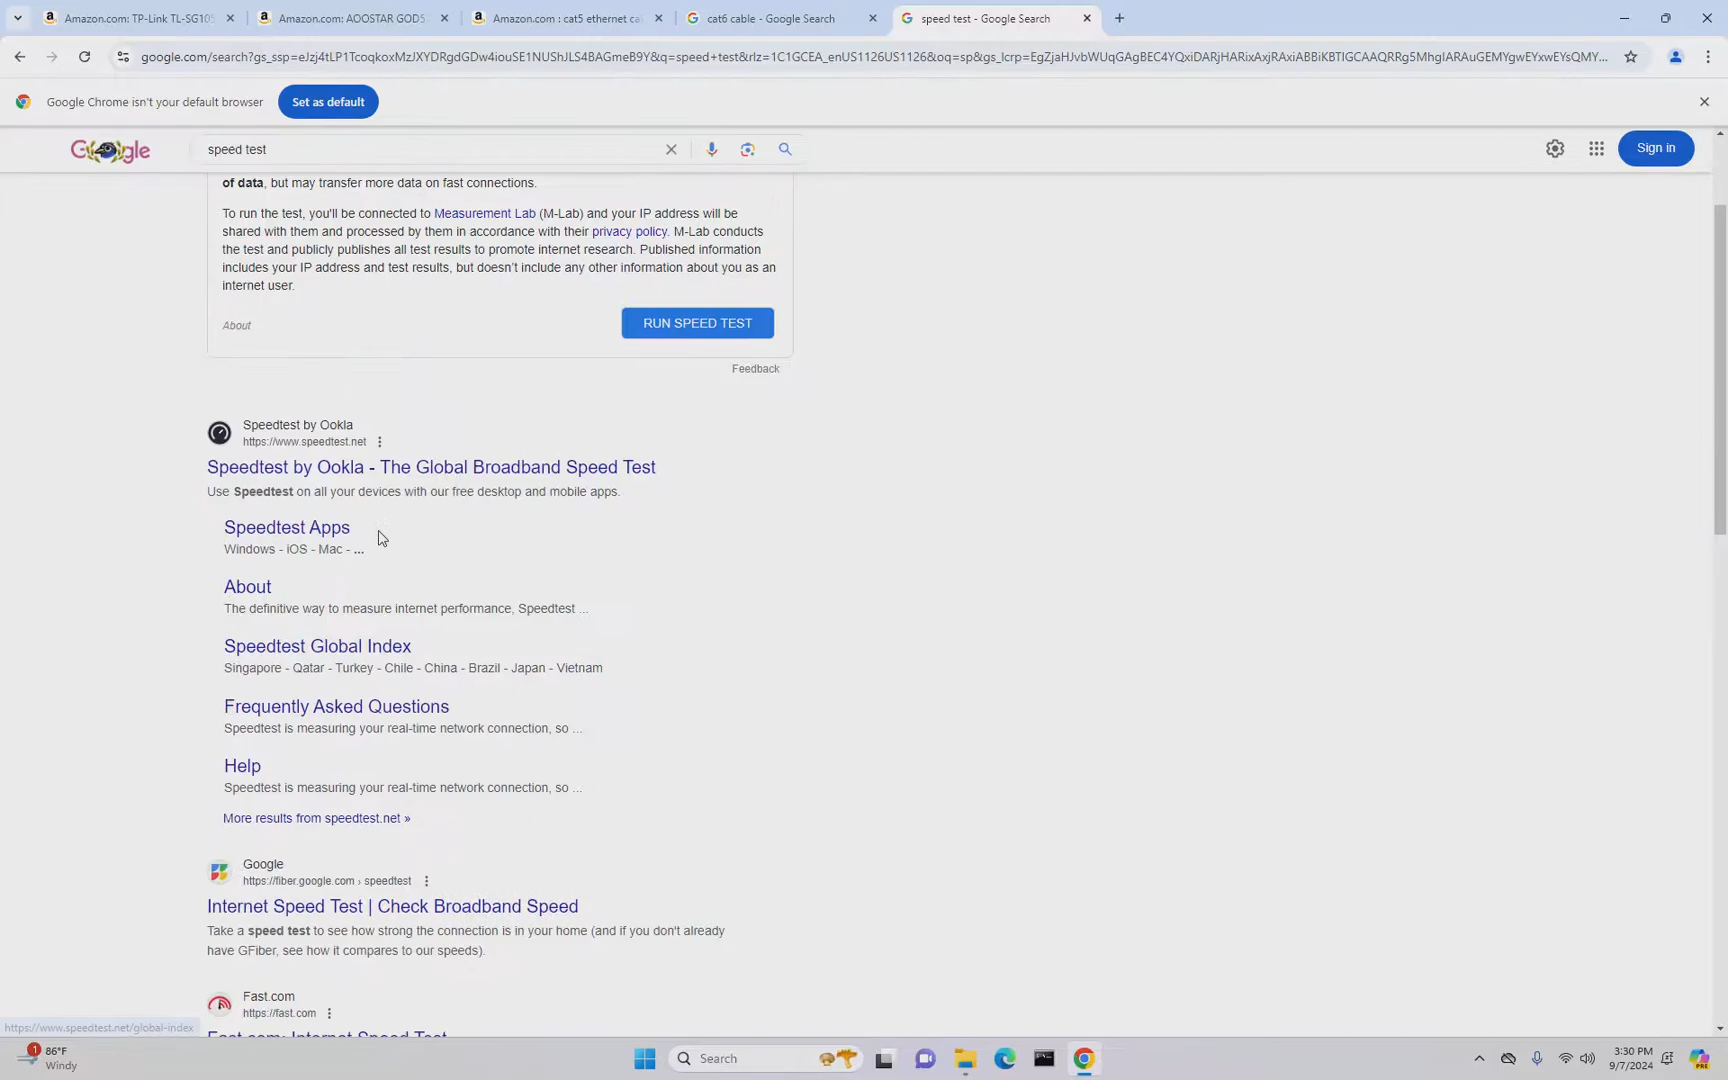 Amazon.com: TP-Link TL-SG105
Amazon.com: AOOSTAR GOD5
Amazon.com : cat5 ethernet ca
cat6 cable - Google Search
speed test - Google Search
Google Chrome isn't your default browser
Set as default
Google
speed test
Sign in
of data, but may transfer more data on fast connections.
To run the test, you'll be connected to Measurement Lab (M-Lab) and your IP address will be
shared with them and processed by them in accordance with their privacy policy. M-Lab conducts
the test and publicly publishes all test results to promote internet research. Published information
includes your IP address and test results, but doesn't include any other information about you as an
internet user.
About
RUN SPEED TEST
Feedback
Speedtest by Ookla
https://www.speedtest.net
Speedtest by Ookla - The Global Broadband Speed Test
Use Speedtest on all your devices with our free desktop and mobile apps.
Speedtest Apps
Windows - iOS - Mac - ...
About
The definitive way to measure internet performance, Speedtest ...
Speedtest Global Index
Singapore - Qatar - Turkey - Chile - China - Brazil - Japan - Vietnam
Frequently Asked Questions
Speedtest is measuring your real-time network connection, so ...
Help
Speedtest is measuring your real-time network connection, so ...
More results from speedtest.net »
Google
https://fiber.google.com › speedtest
Internet Speed Test | Check Broadband Speed
Take a speed test to see how strong the connection is in your home (and if you don't already
have GFiber, see how it compares to our speeds).
Fast.com
https://fast.com
Fast.com: Internet Speed Test
https://www.speedtest.net/global-index
1
86°F
Windy
Search
3:30 PM
9/7/2024
PRE